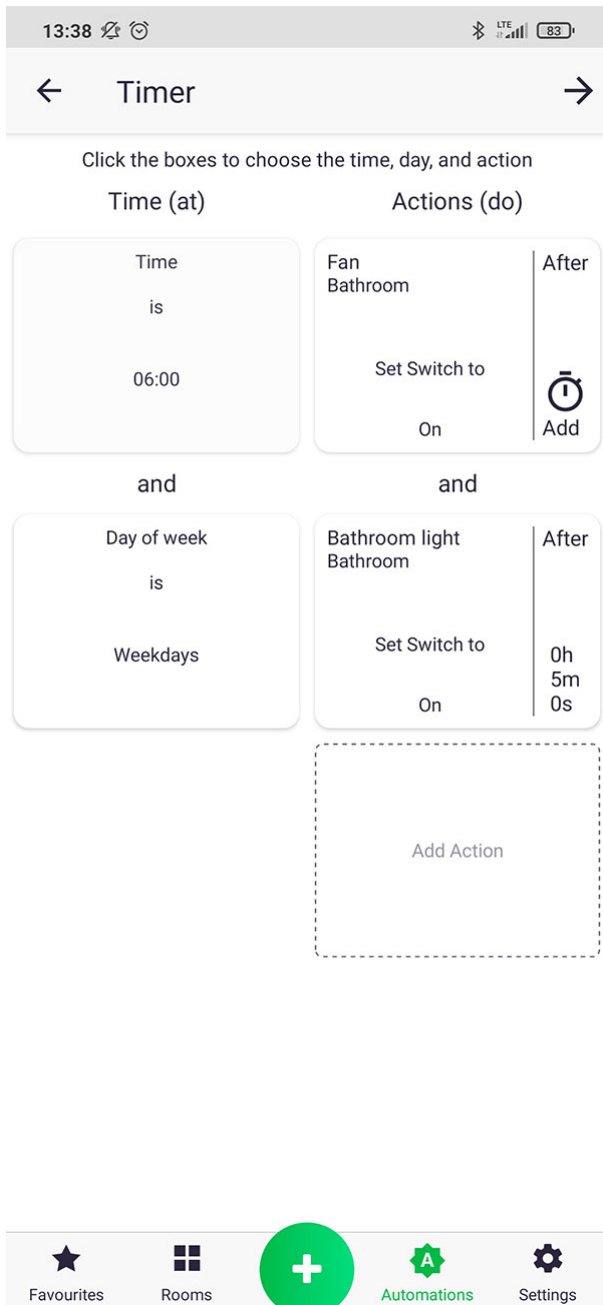 13:38
LTE
83
Timer
Click the boxes to choose the time, day, and action
Time (at)
Actions (do)
Time
is
06:00
Fan
Bathroom
Set Switch to
On
After
Add
and
and
Day of week
is
Weekdays
Bathroom light
Bathroom
Set Switch to
On
After
0h
5m
0s
Add Action
Favourites
Rooms
A
Automations
Settings